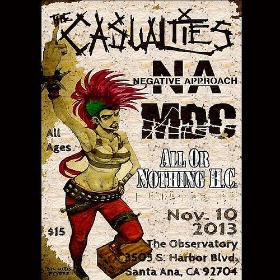 THE
CASUALTIES
NA
NEGATIVE APPROACH
MDC
ALL OR
NOTHING H.C.
All
Ages
$15
Nov. 10
2013
The Observatory
3503 S. Harbor Blvd.
Santa Ana, CA 92704